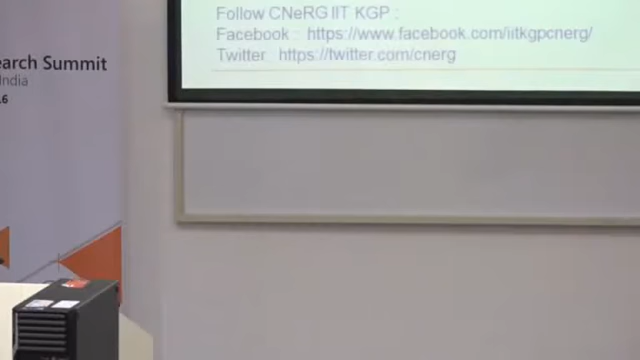 Follow CNeRG IIT KGP :
Facebook : https://www.facebook.com/iitkgpcnerg/
Twitter https://twitter.com/cnerg
earch Summit
India
.6